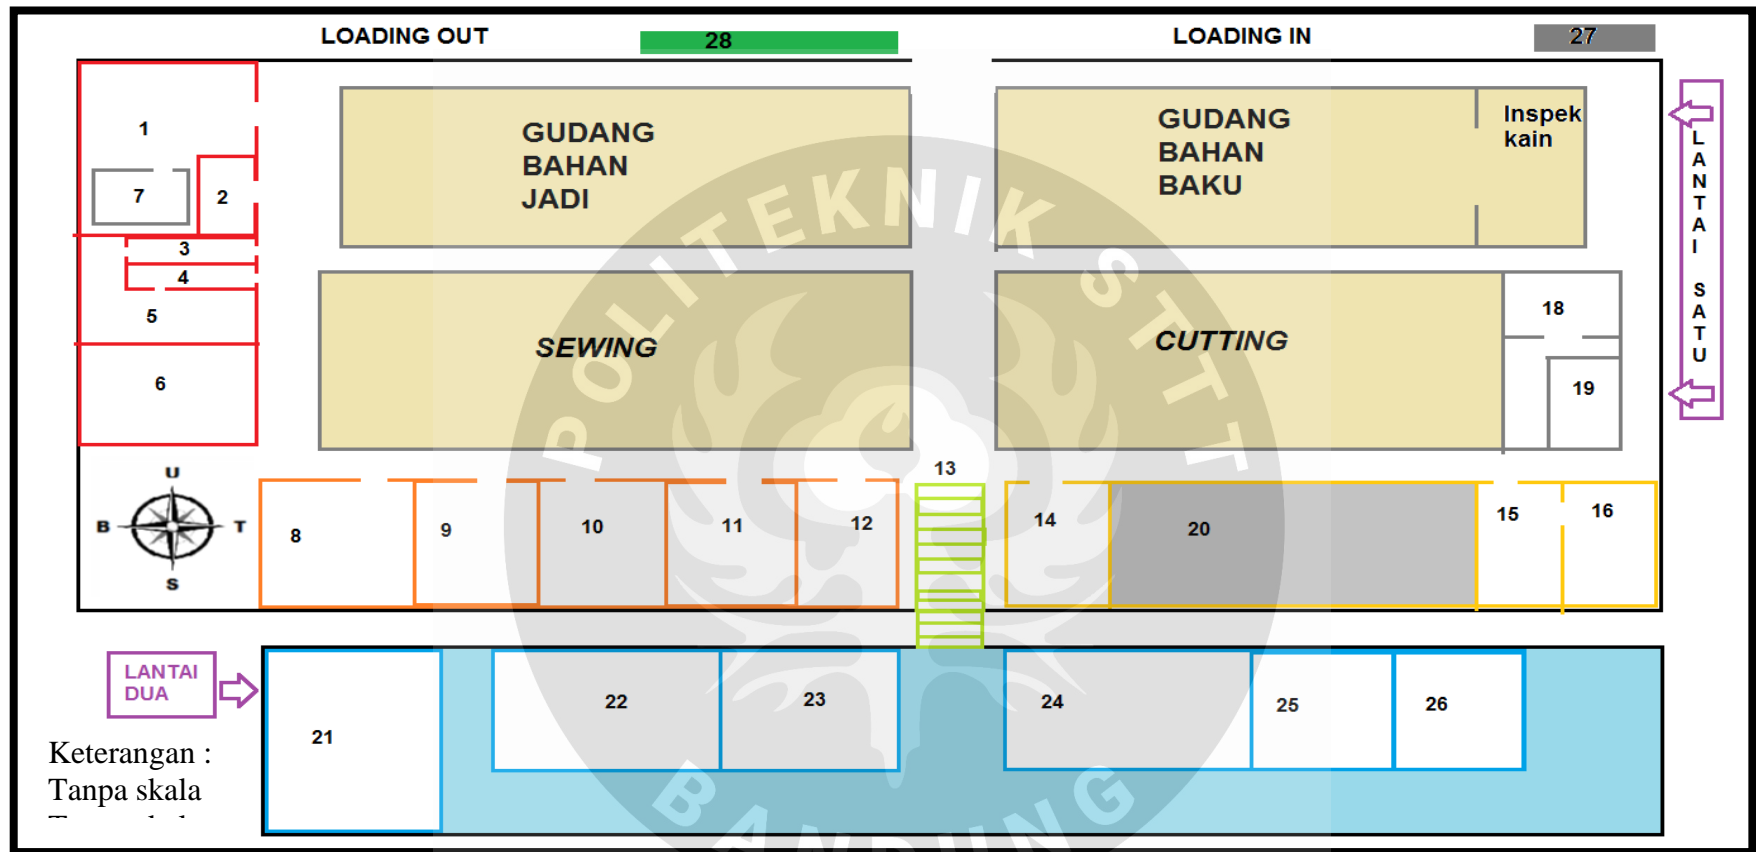 LOADING OUT
28
LOADING IN
27
1
7
2
3
4
5
6
GUDANG
BAHAN
JADI
GUDANG
BAHAN
BAKU
Inspek
kain
LANTAI SATU
SEWING
CUTTING
18
19
U
B
T
S
8
9
10
11
12
13
14
20
15
16
LANTAI
DUA
21
22
23
24
25
26
Keterangan :
Tanpa skala
POLITEKNIK STTT
BANDUNG